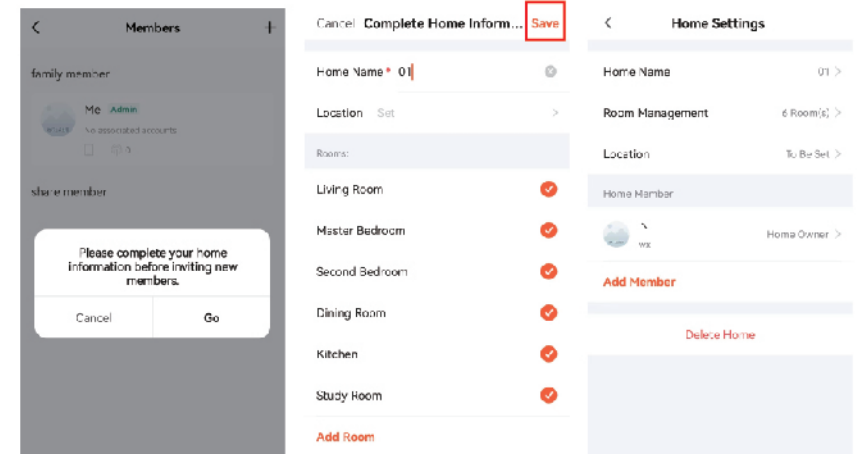 Members
family member
Me Admin
No associated accounts
share member
Please complete your home
information before inviting new
members.
Cancel Go
Cancel Complete Home Inform... Save
Home Name* 01
Location Set
Rooms:
Living Room
Master Bedroom
Second Bedroom
Dining Room
Kitchen
Study Room
Add Room
Home Settings
Home Name 01
Room Management 6 Room(s)
Location To Be Set
Home Member
Home Owner
wx
Add Member
Delete Home